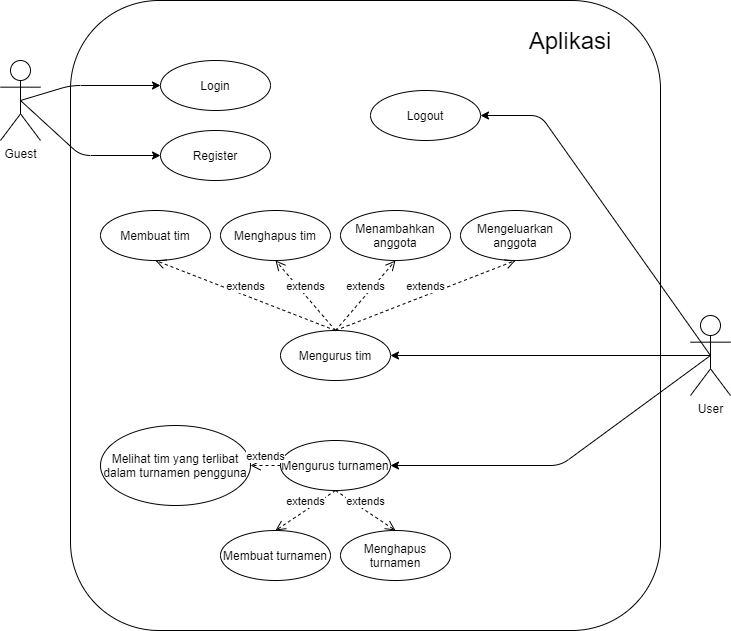 Aplikasi
Login
Logout
Guest
Register
Membuat tim
Menghapus tim
Menambahkan
anggota
Mengeluarkan
anggota
extends
extends
extends
extends
Mengurus tim
User
Melihat tim yang terlibat
dalam turnamen pengguna
extends
Mengurus turnamen
extends
extends
Membuat turnamen
Menghapus
turnamen